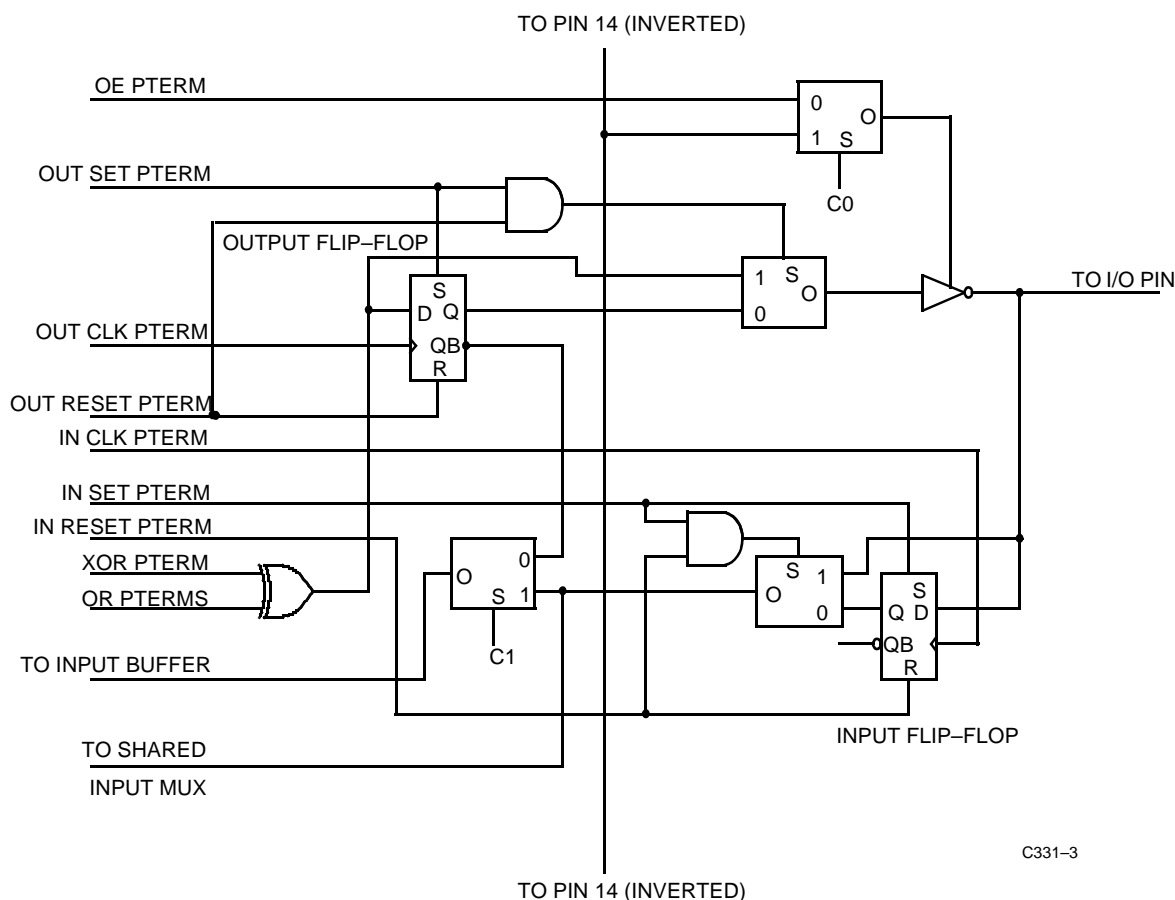 TO PIN 14 (INVERTED)
OE PTERM
0
O
1
S
C0
OUT SET PTERM
OUTPUT FLIP–FLOP
1
S
O
0
S
D
Q
QB
R
TO I/O PIN
OUT CLK PTERM
OUT RESET PTERM
IN CLK PTERM
IN SET PTERM
IN RESET PTERM
XOR PTERM
OR PTERMS
0
O
S
1
C1
S
1
O
0
S
Q
D
QB
R
TO INPUT BUFFER
INPUT FLIP–FLOP
TO SHARED
INPUT MUX
C331–3
TO PIN 14 (INVERTED)